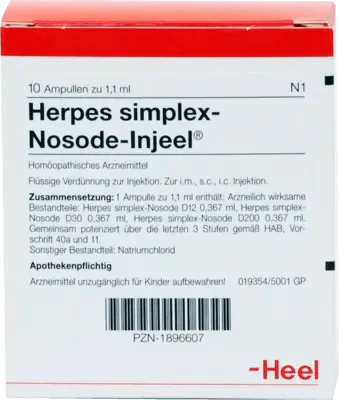 10 Ampullen zu 1,1 ml N1
Herpes simplex-
Nosode-Injeel®
Homöopathisches Arzneimittel
Flüssige Verdünnung zur Injektion. Zur i.m., s.c., i.c. Injektion.
Zusammensetzung: 1 Ampulle zu 1,1 ml enthält: Arzneilich wirksame
Bestandteile: Herpes simplex-Nosode D12 0,367 ml, Herpes simplex-
Nosode D30 0,367 ml, Herpes simplex-Nosode D200 0,367 ml.
Gemeinsam potenziert über die letzten 3 Stufen gemäß HAB, Vor-
schrift 40a und 11.
Sonstiger Bestandteil: Natriumchlorid
Apothekenpflichtig
Arzneimittel unzugänglich für Kinder aufbewahren! 019354/5001 GP
PZN-1896607
-Heel